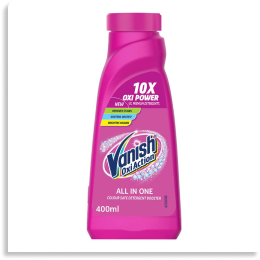 10X
OXI POWER
NEW
Vanish
Oxi Action
ALL IN ONE
COLOUR SAFE DETERGENT BOOSTER
400ml